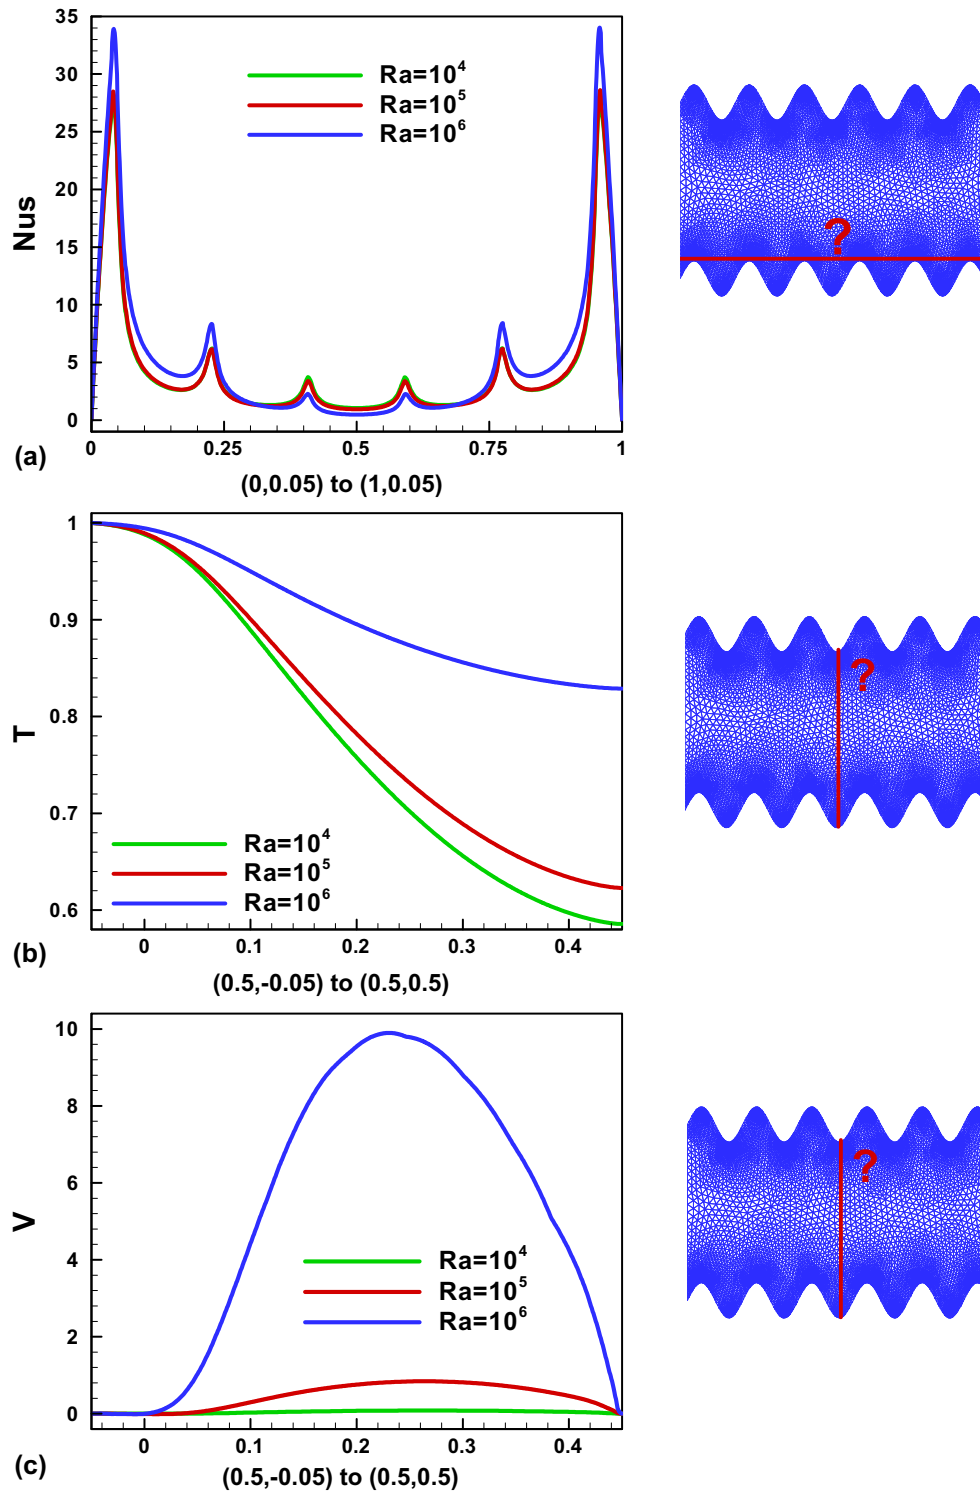 35
30
25
20
15
10
5
0
Nus
Ra=10⁴
Ra=10⁵
Ra=10⁶
?
0 0.25 0.5 0.75 1
(a)
(0,0.05) to (1,0.05)
1
0.9
0.8
0.7
0.6
T
?
Ra=10⁴
Ra=10⁵
Ra=10⁶
0 0.1 0.2 0.3 0.4
(b)
(0.5,-0.05) to (0.5,0.5)
10
8
6
4
2
0
V
?
Ra=10⁴
Ra=10⁵
Ra=10⁶
0 0.1 0.2 0.3 0.4
(c)
(0.5,-0.05) to (0.5,0.5)